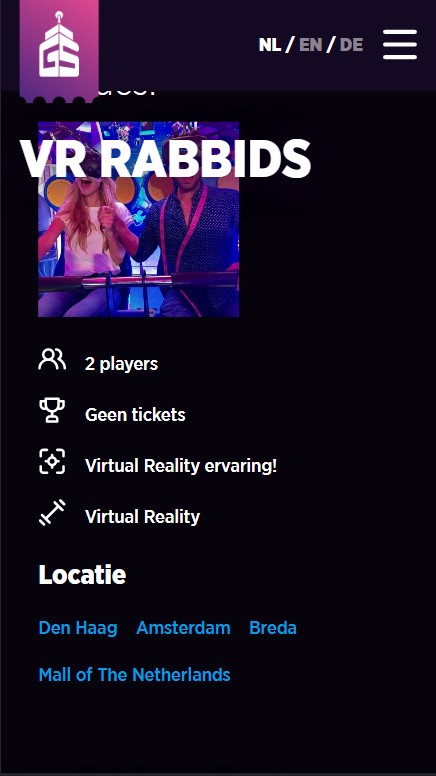 GS
NL / EN / DE
VR RABBIDS
2 players
Geen tickets
Virtual Reality ervaring!
Virtual Reality
Locatie
Den Haag Amsterdam Breda
Mall of The Netherlands